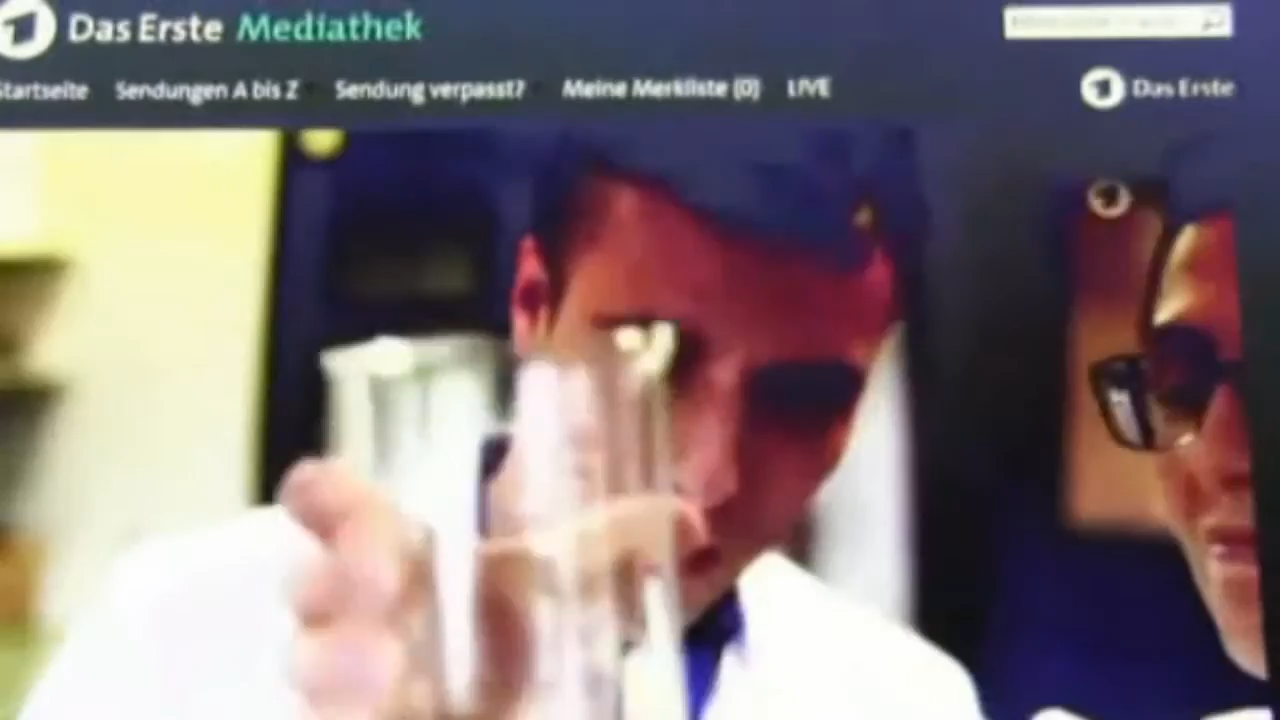 Das Erste Mediathek
Startseite Sendungen A bis Z Sendung verpasst? Meine Merkliste (0) LIVE Das Erste